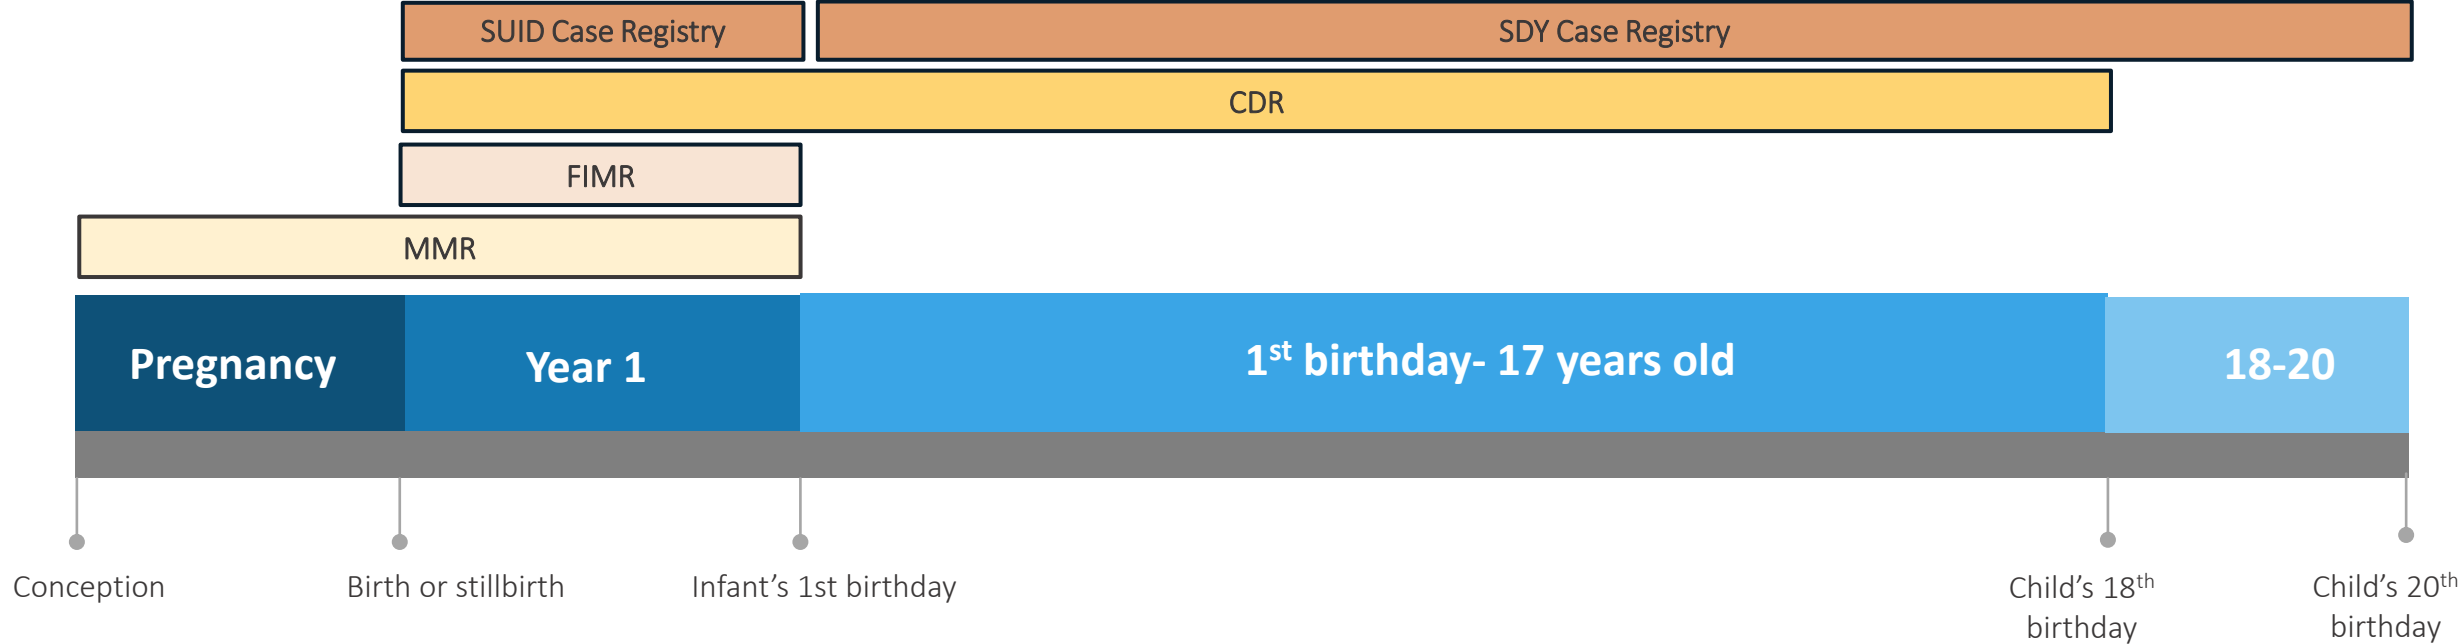 SUID Case Registry
SDY Case Registry
CDR
FIMR
MMR
Pregnancy
Year 1
1st birthday- 17 years old
18-20
Conception
Birth or stillbirth
Infant’s 1st birthday
Child’s 18th
birthday
Child’s 20th
birthday